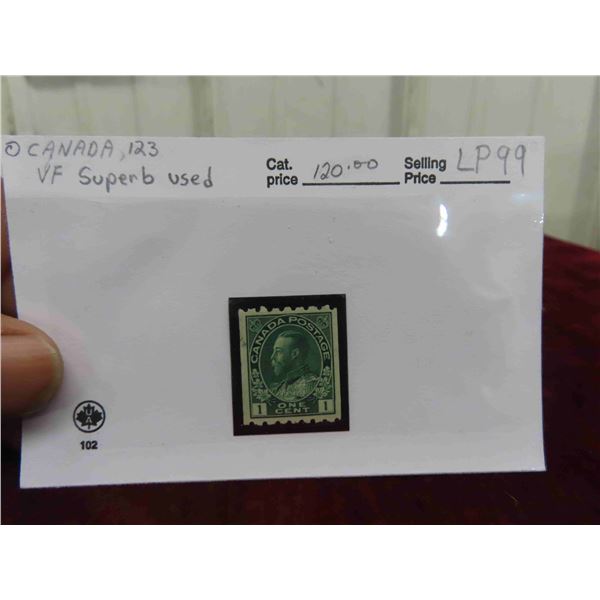 CANADA, 123
VF Superb used
Cat. price 120.00
Selling Price LP99
CANADA POSTAGE
1 ONE CENT 1
102